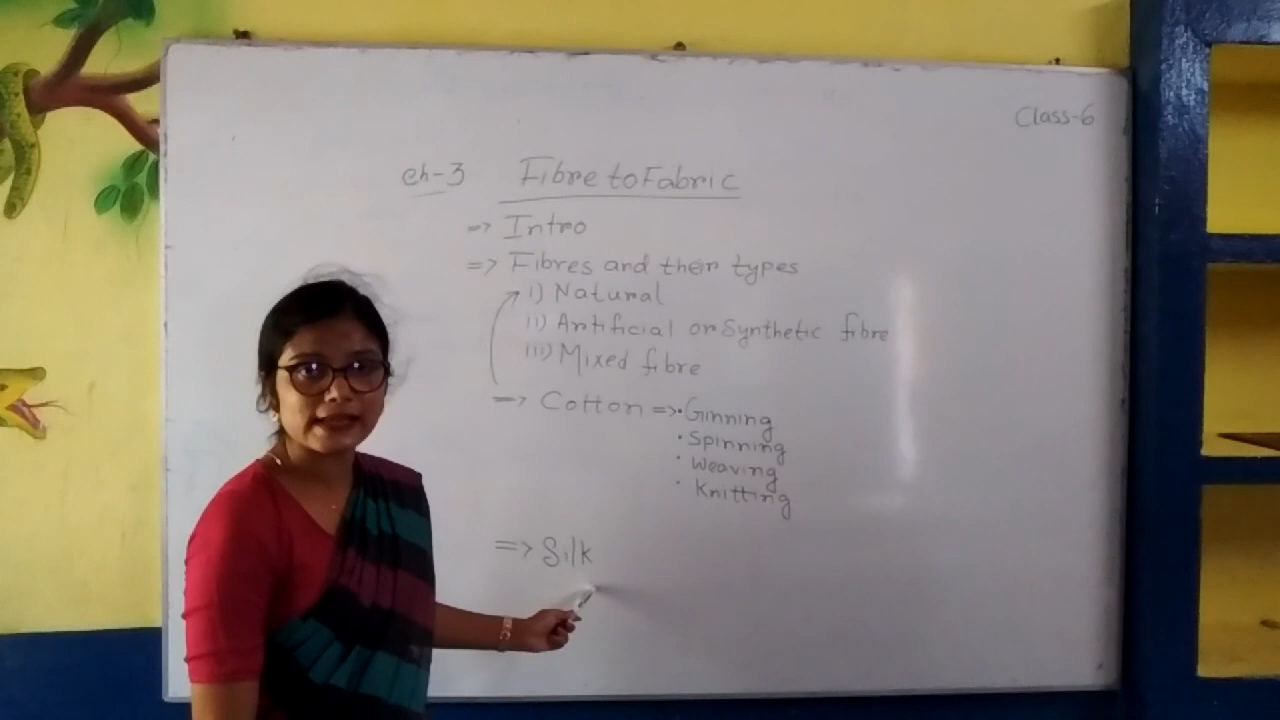 Class-6
Ch-3 Fibre to Fabric
=> Intro
=> Fibres and their types
i) Natural
ii) Artificial or Synthetic fibre
iii) Mixed fibre
=> Cotton => • Ginning
• Spinning
• Weaving
• Knitting
=> Silk